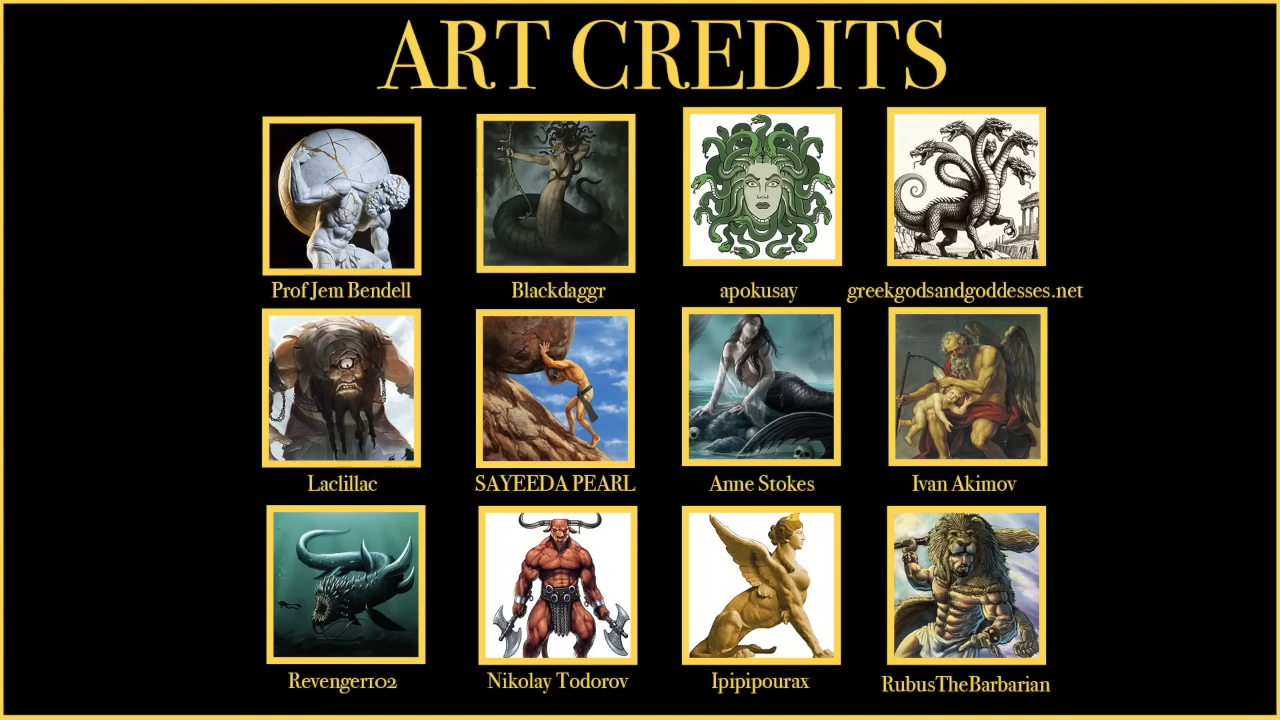 ART CREDITS
Prof Jem Bendell
Blackdaggr
apokusay
greekgodsandgoddesses.net
Laclillac
SAYEEDA PEARL
Anne Stokes
Ivan Akimov
Revenger102
Nikolay Todorov
Ipipipourax
RubusTheBarbarian